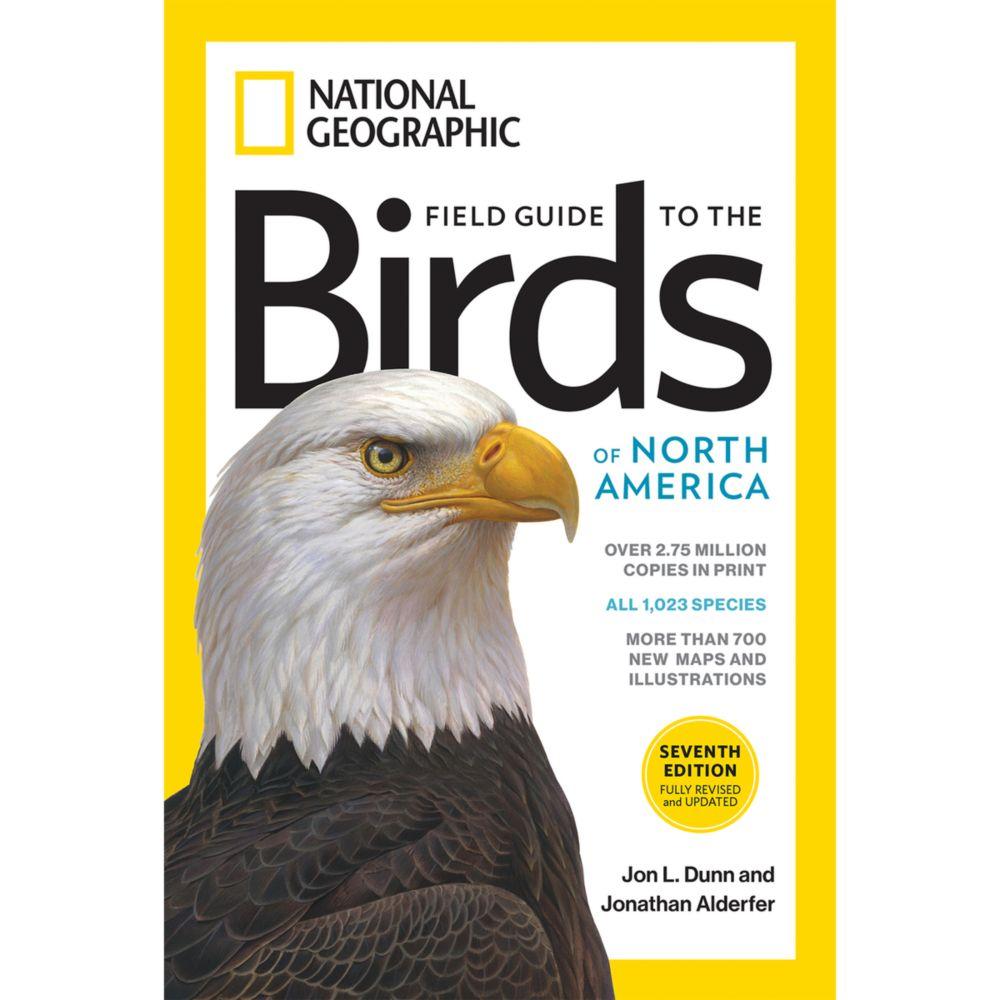 NATIONAL
GEOGRAPHIC
FIELD GUIDE TO THE
Birds
OF NORTH
AMERICA
OVER 2.75 MILLION
COPIES IN PRINT
ALL 1,023 SPECIES
MORE THAN 700
NEW MAPS AND
ILLUSTRATIONS
SEVENTH
EDITION
FULLY REVISED
and UPDATED
Jon L. Dunn and
Jonathan Alderfer